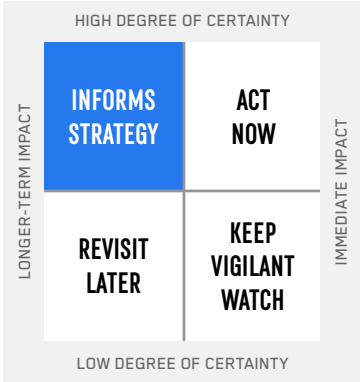 HIGH DEGREE OF CERTAINTY
LONGER-TERM IMPACT
INFORMS
STRATEGY
ACT
NOW
IMMEDIATE IMPACT
REVISIT
LATER
KEEP
VIGILANT
WATCH
LOW DEGREE OF CERTAINTY